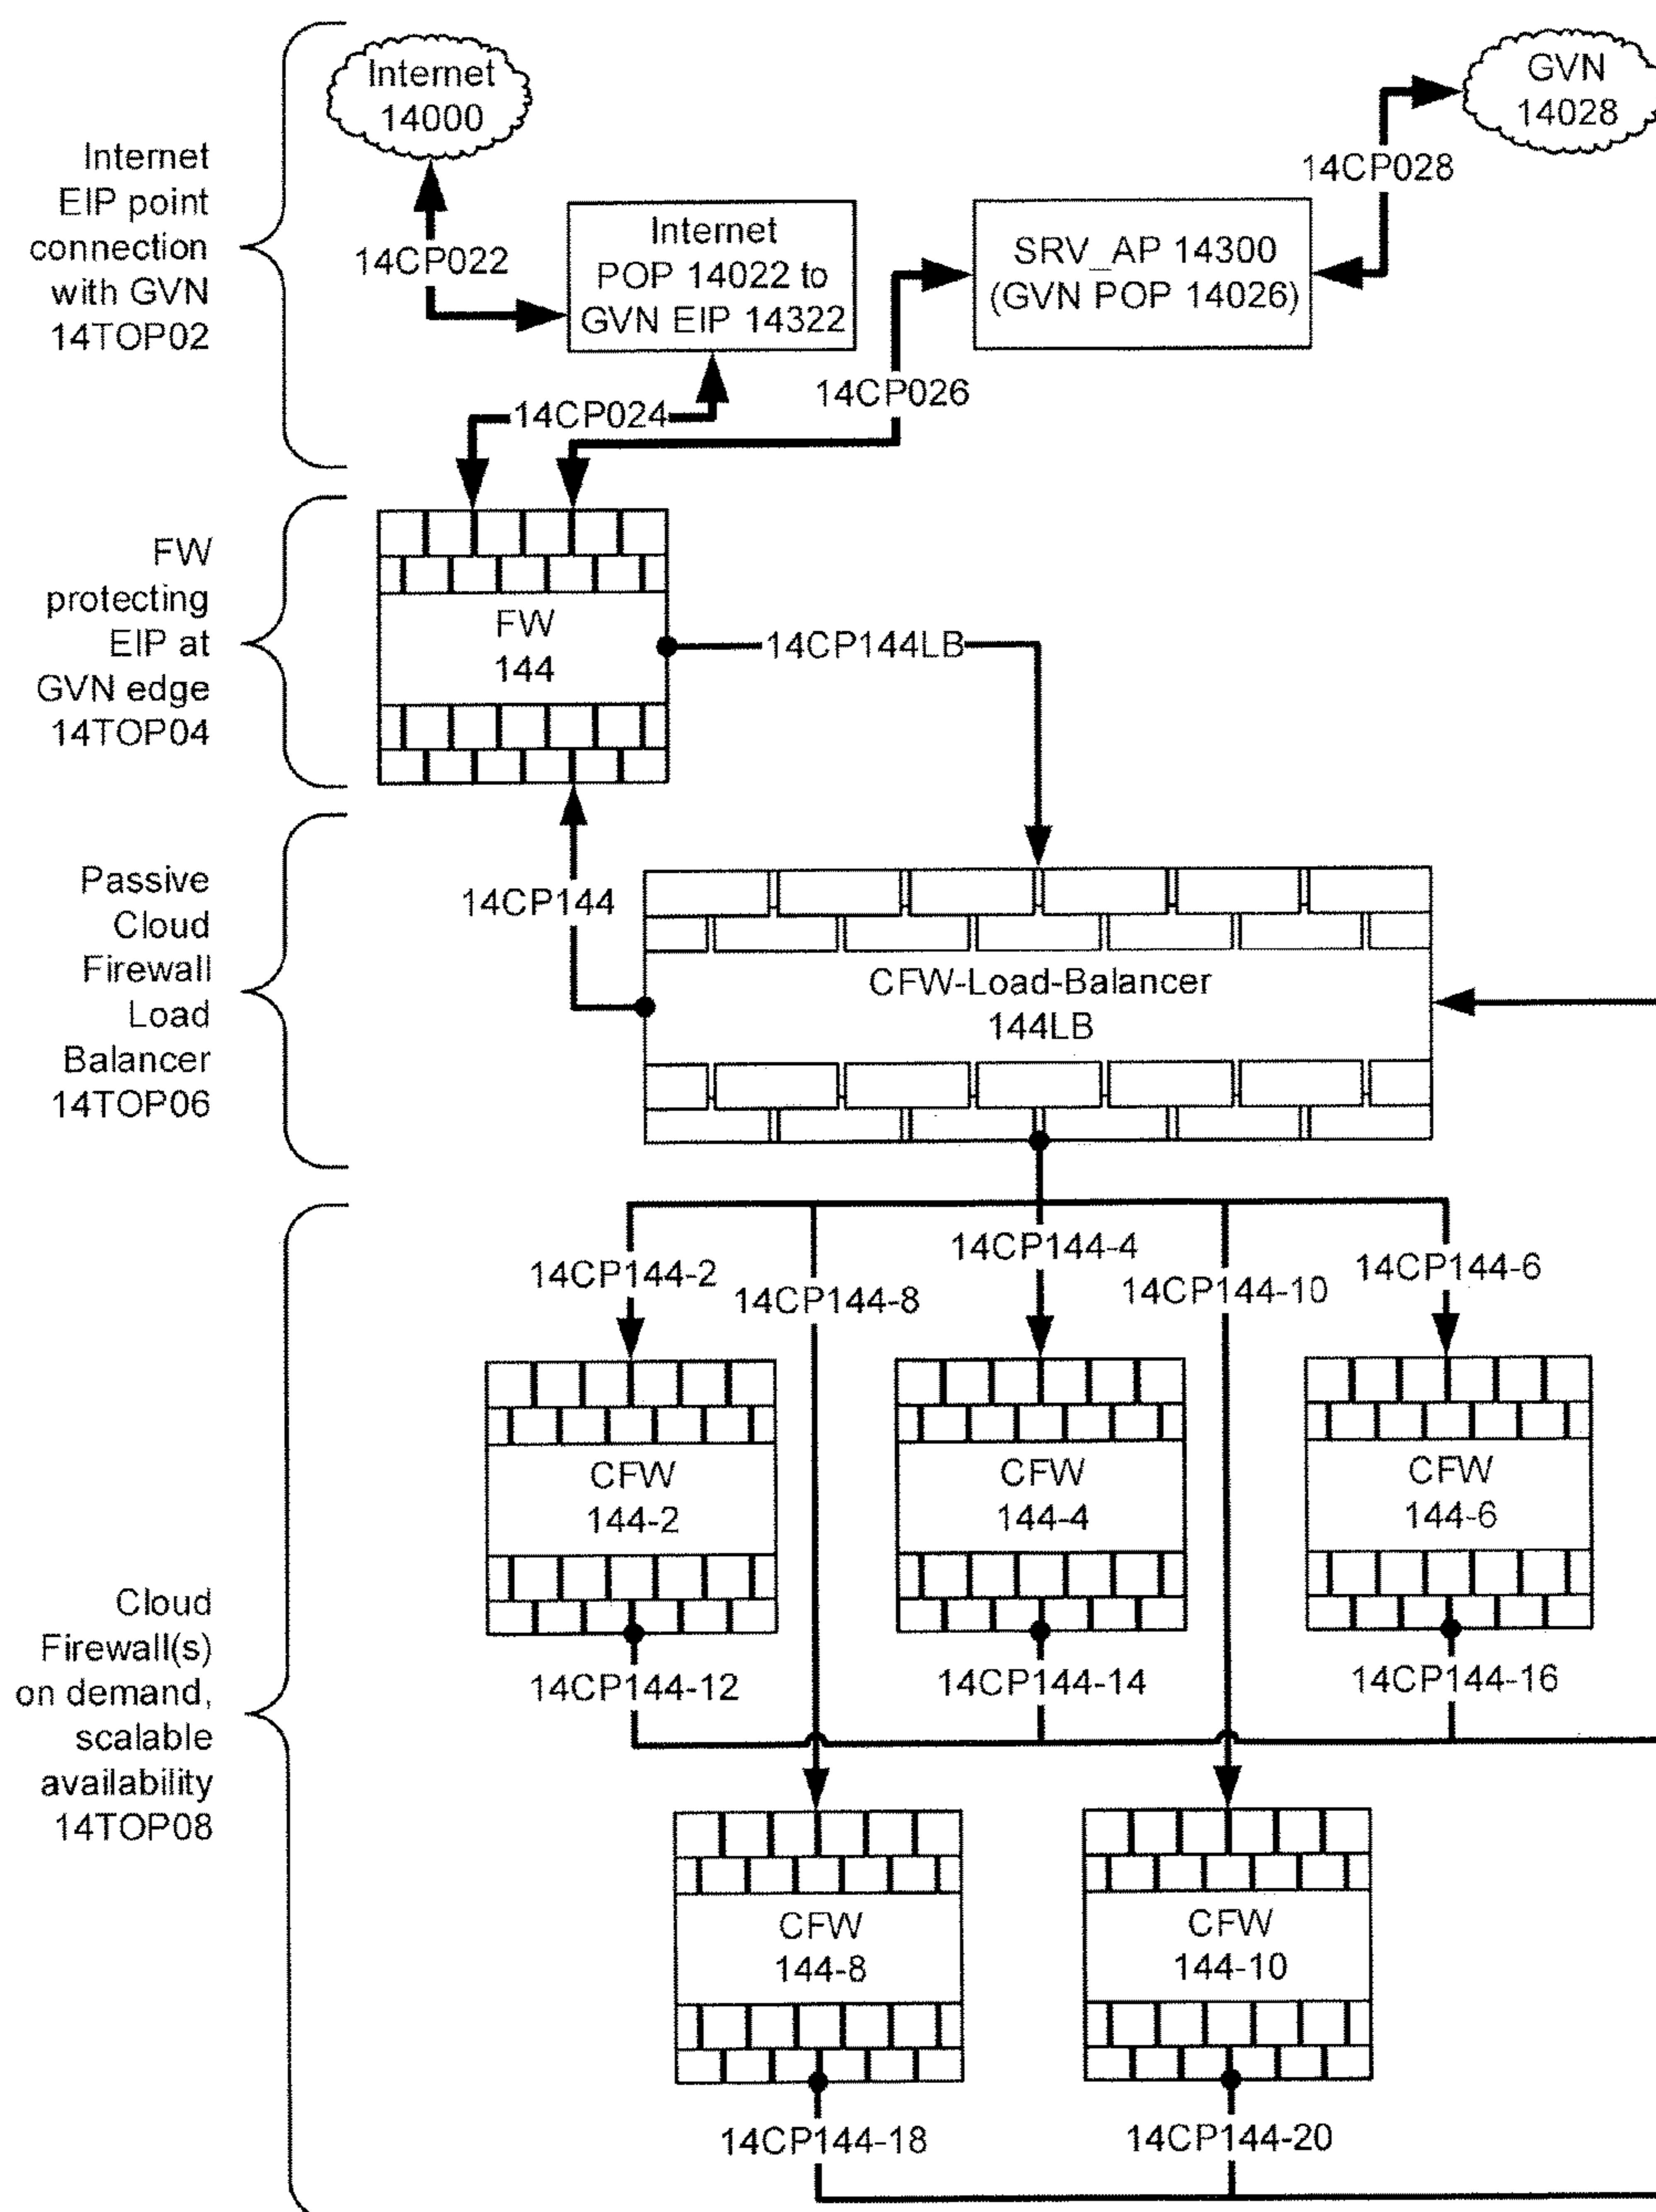 Internet
14000
GVN
14028
Internet
EIP point
connection
with GVN
14TOP02
14CP022
Internet
POP 14022 to
GVN EIP 14322
SRV_AP 14300
(GVN POP 14026)
14CP028
14CP024
14CP026
FW
protecting
EIP at
GVN edge
14TOP04
FW
144
14CP144LB
Passive
Cloud
Firewall
Load
Balancer
14TOP06
14CP144
CFW-Load-Balancer
144LB
14CP144-2
14CP144-8
14CP144-4
14CP144-10
14CP144-6
CFW
144-2
CFW
144-4
CFW
144-6
Cloud
Firewall(s)
on demand,
scalable
availability
14TOP08
14CP144-12
14CP144-14
14CP144-16
CFW
144-8
CFW
144-10
14CP144-18
14CP144-20